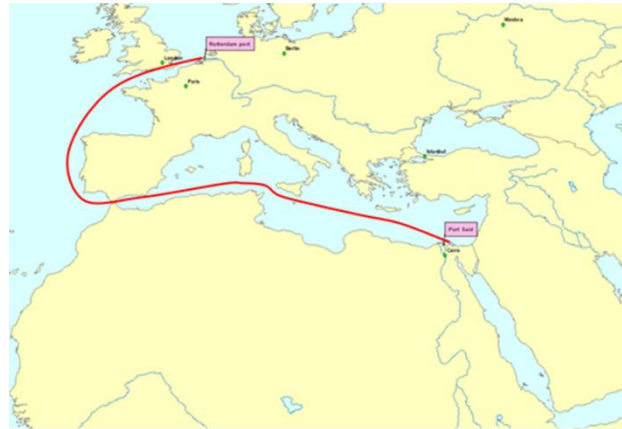 Rotterdam port
London
Berlin
Paris
Moskva
Istanbul
Port Said
Cairo